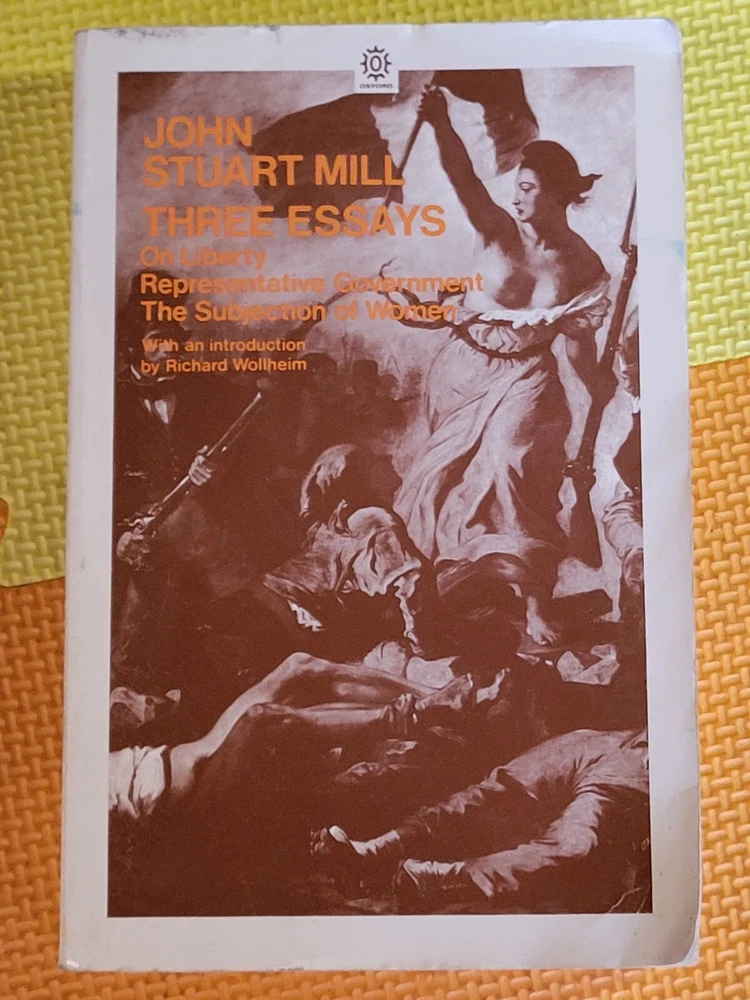 OXFORD
JOHN
STUART MILL
THREE ESSAYS
On Liberty
Representative Government
The Subjection of Women
With an introduction
by Richard Wollheim